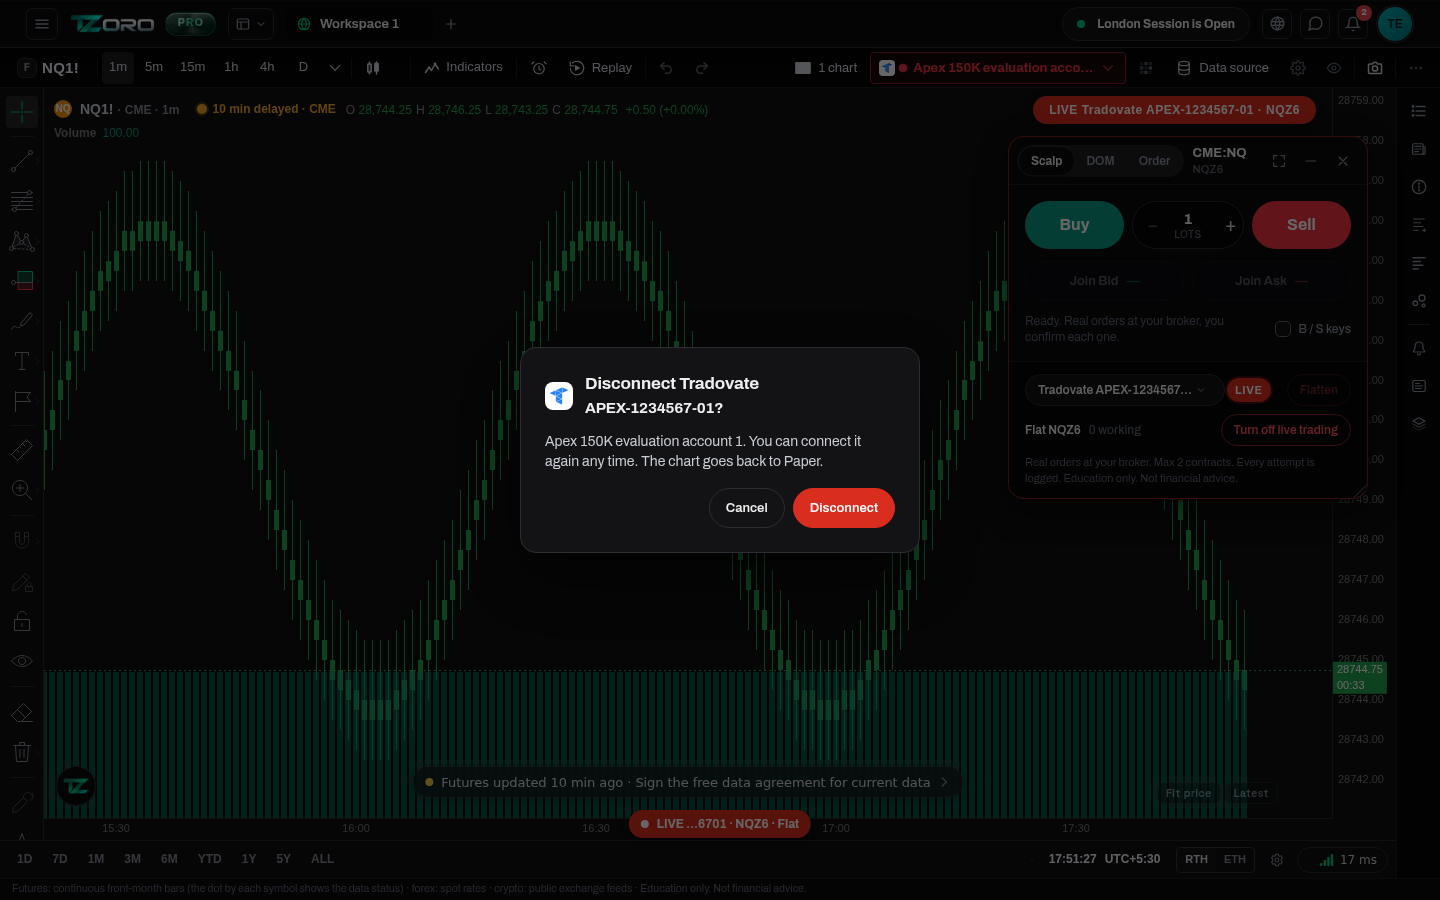 TZORO PRO
Workspace 1
London Session is Open
2
TE
F NQ1! 1m 5m 15m 1h 4h D
Indicators
Replay
1 chart
Apex 150K evaluation acco...
Data source
NQ NQ1! · CME · 1m 10 min delayed · CME O 28,744.25 H 28,746.25 L 28,743.25 C 28,744.75 +0.50 (+0.00%)
Volume 100.00
LIVE Tradovate APEX-1234567-01 · NQZ6
28759.00
Scalp DOM Order
CME:NQ
NQZ6
Buy
1
LOTS
Sell
Join Bid —
Join Ask —
Ready. Real orders at your broker, you
confirm each one.
B / S keys
Tradovate APEX-1234567...
LIVE
Flatten
Flat NQZ6 0 working
Turn off live trading
Real orders at your broker. Max 2 contracts. Every attempt is
logged. Education only. Not financial advice.
Disconnect Tradovate
APEX-1234567-01?
Apex 150K evaluation account 1. You can connect it
again any time. The chart goes back to Paper.
Cancel
Disconnect
28748.00
28747.00
28746.00
28745.00
28744.75
00:33
28744.00
28743.00
28742.00
TZ
Futures updated 10 min ago · Sign the free data agreement for current data
Fit price
Latest
LIVE ...6701 · NQZ6 · Flat
15:30 16:00 16:30 17:00 17:30
1D 7D 1M 3M 6M YTD 1Y 5Y ALL
17:51:27 UTC+5:30
RTH ETH
17 ms
Futures: continuous front-month bars (the dot by each symbol shows the data status) · forex: spot rates · crypto: public exchange feeds · Education only. Not financial advice.